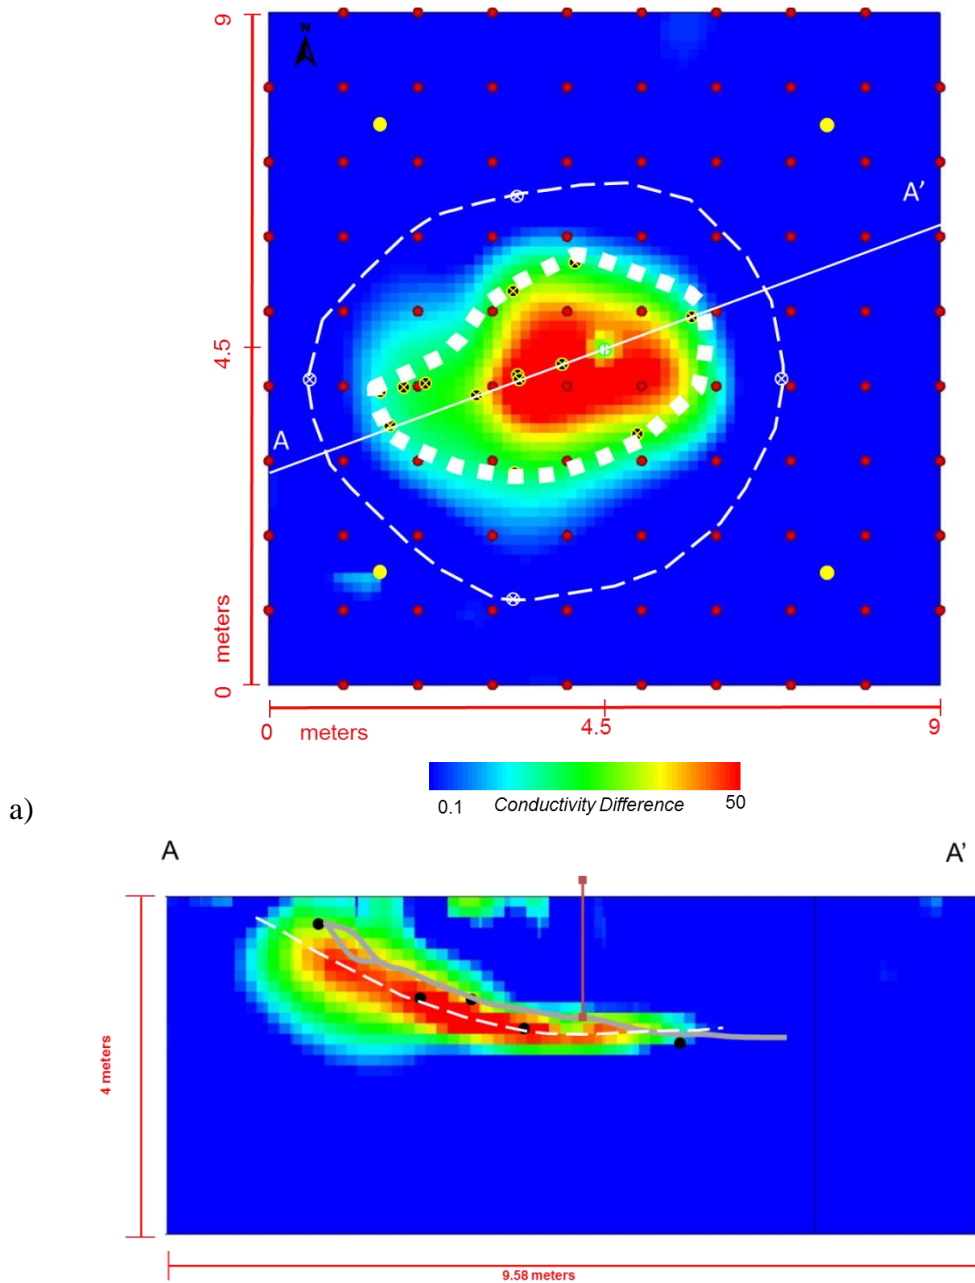 9
N
A'
4.5
A
meters
0
0
meters
4.5
9
0.1
Conductivity Difference
50
a)
A
A'
4 meters
9.58 meters